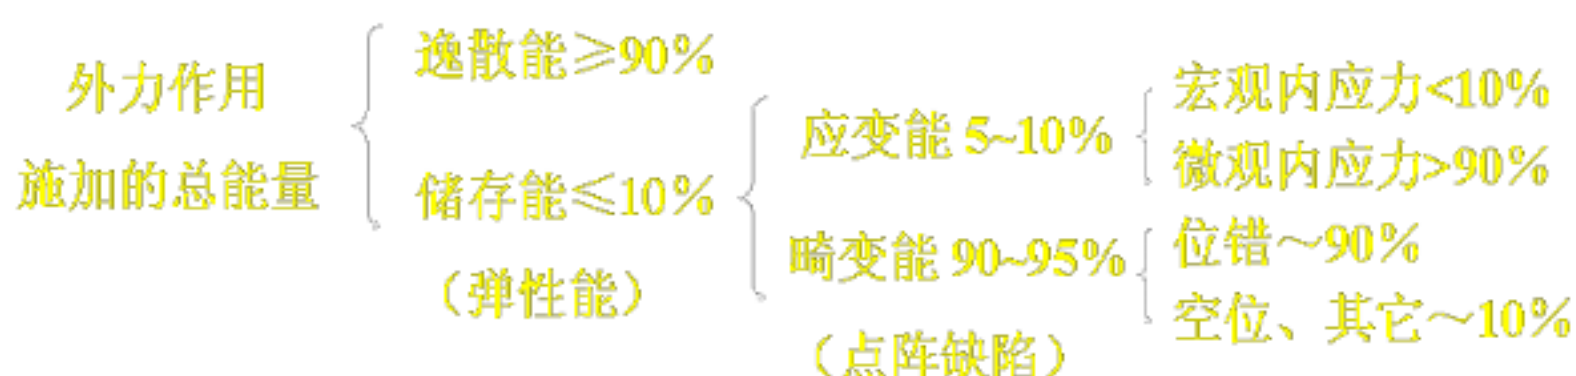 外力作用
施加的总能量
逸散能≥90%
储存能≤10%
（弹性能）
应变能 5~10%
畸变能 90~95%
（点阵缺陷）
宏观内应力<10%
微观内应力>90%
位错～90%
空位、其它～10%